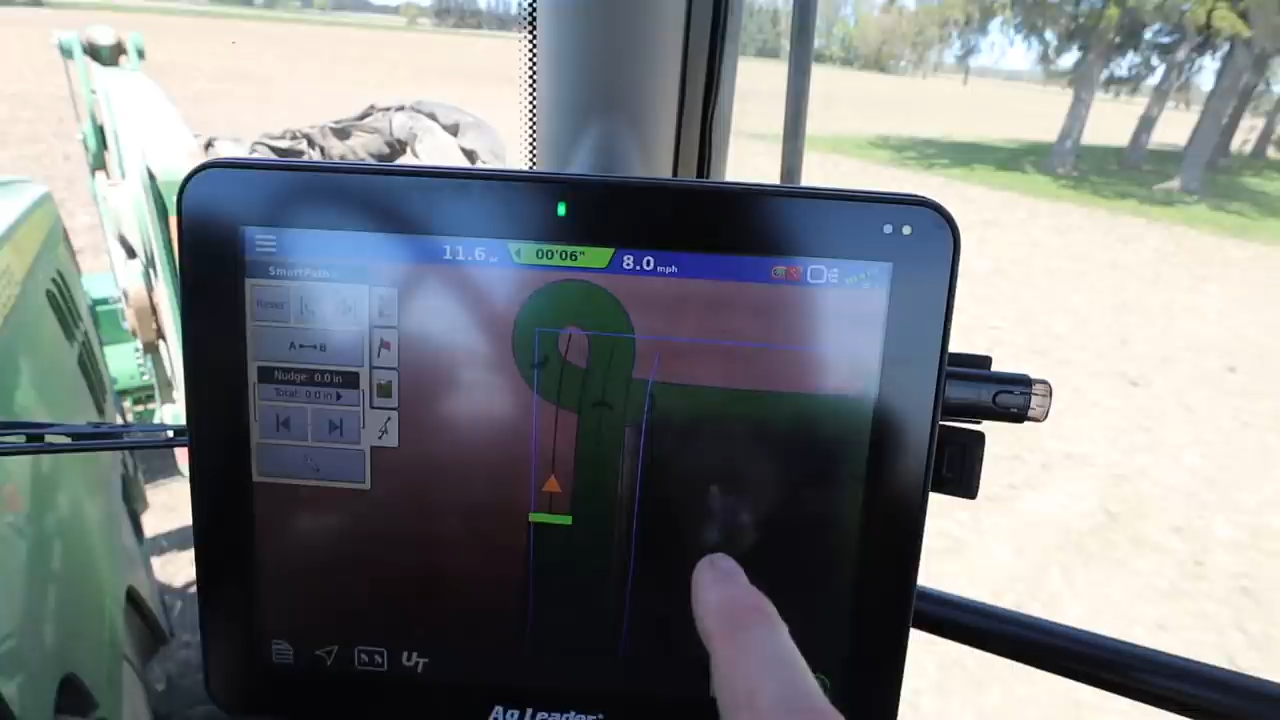 11.6 ac
00'06"
8.0 mph
SmartPath
Reset
A B
Nudge: 0.0 in
Total: 0.0 in
UT
Ag Leader